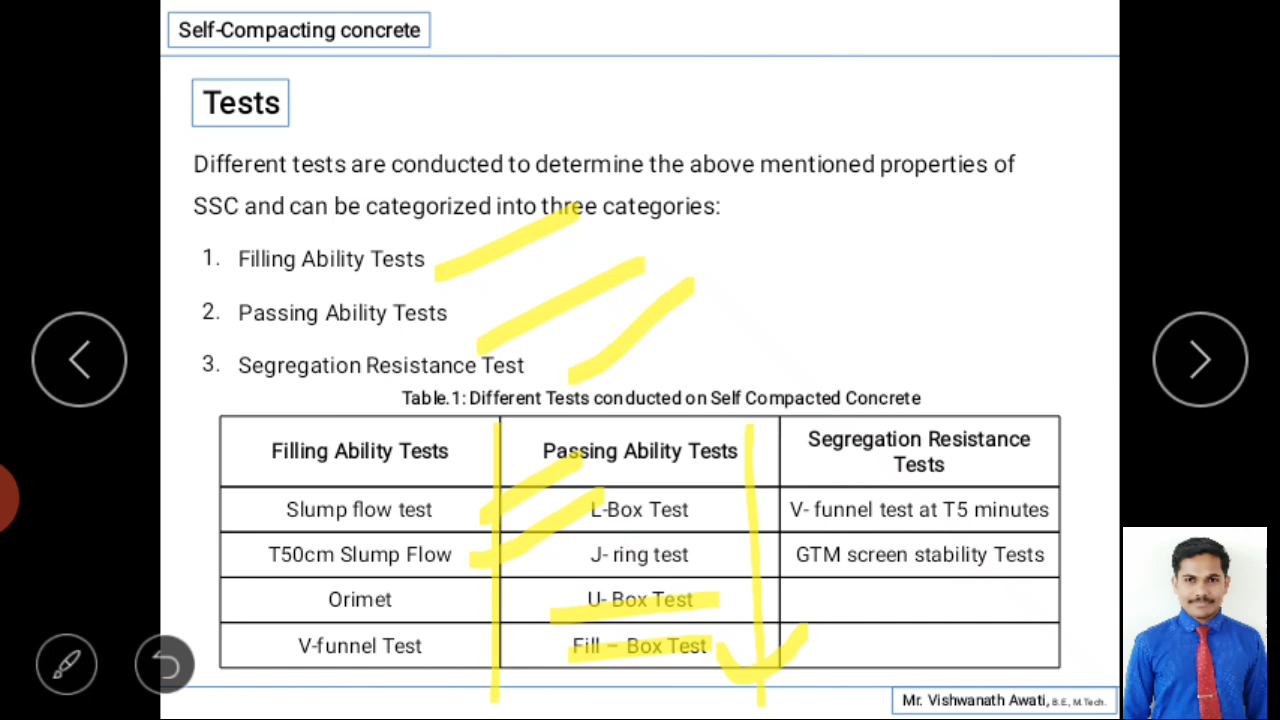 Self-Compacting concrete
Tests
Different tests are conducted to determine the above mentioned properties of
SSC and can be categorized into three categories:
1. Filling Ability Tests
2. Passing Ability Tests
3. Segregation Resistance Test
Table.1: Different Tests conducted on Self Compacted Concrete
Filling Ability Tests Passing Ability Tests Segregation Resistance
Tests
Slump flow test L-Box Test V- funnel test at T5 minutes
T50cm Slump Flow J- ring test GTM screen stability Tests
Orimet U- Box Test
V-funnel Test Fill – Box Test
Mr. Vishwanath Awati, B.E., M.Tech.